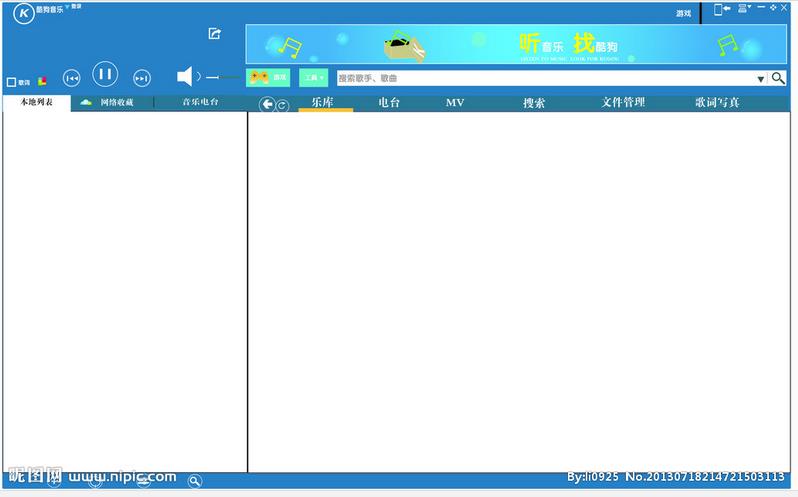 酷狗音乐 登录
游戏
听音乐 找酷狗
LISTEN TO MUSIC LOOK FOR KUGOU
歌词
游戏
工具
搜索歌手、歌曲
本地列表 网络收藏 音乐电台
乐库 电台 MV 搜索 文件管理 歌词写真
昵图网 www.nipic.com
By:li0925 No.20130718214721503113